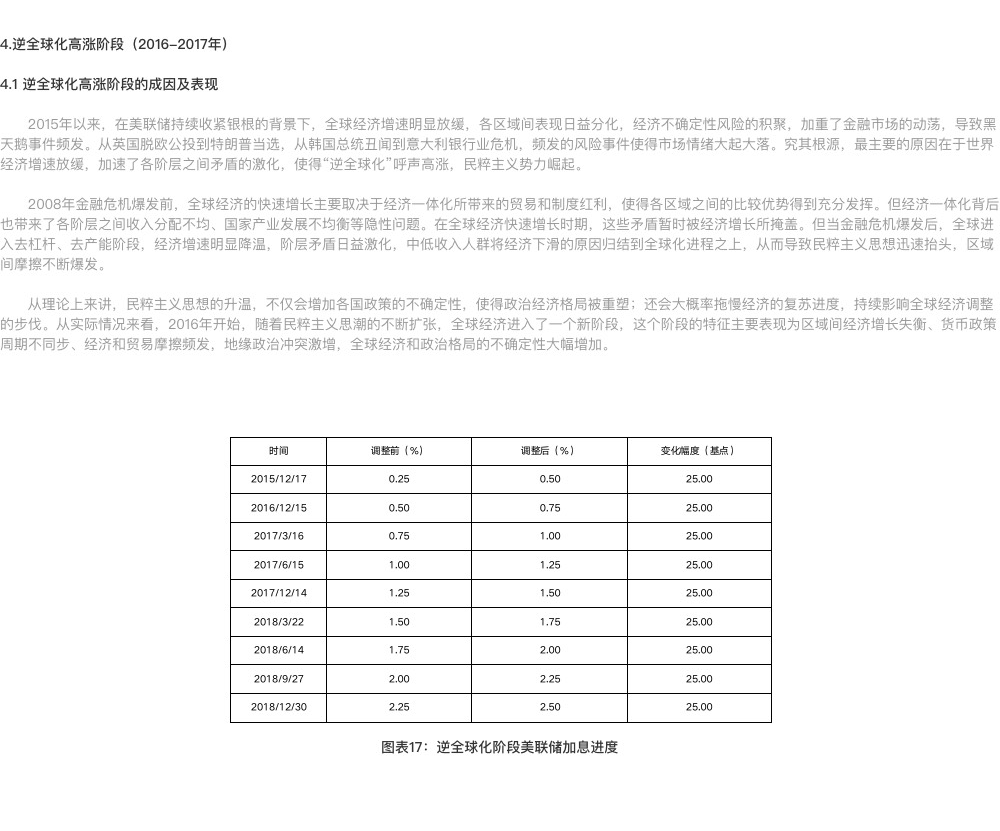 4.逆全球化高涨阶段（2016–2017年）
4.1 逆全球化高涨阶段的成因及表现
2015年以来，在美联储持续收紧银根的背景下，全球经济增速明显放缓，各区域间表现日益分化，经济不确定性风险的积聚，加重了金融市场的动荡，导致黑
天鹅事件频发。从英国脱欧公投到特朗普当选，从韩国总统丑闻到意大利银行业危机，频发的风险事件使得市场情绪大起大落。究其根源，最主要的原因在于世界
经济增速放缓，加速了各阶层之间矛盾的激化，使得“逆全球化”呼声高涨，民粹主义势力崛起。
2008年金融危机爆发前，全球经济的快速增长主要取决于经济一体化所带来的贸易和制度红利，使得各区域之间的比较优势得到充分发挥。但经济一体化背后
也带来了各阶层之间收入分配不均、国家产业发展不均衡等隐性问题。在全球经济快速增长时期，这些矛盾暂时被经济增长所掩盖。但当金融危机爆发后，全球进
入去杠杆、去产能阶段，经济增速明显降温，阶层矛盾日益激化，中低收入人群将经济下滑的原因归结到全球化进程之上，从而导致民粹主义思想迅速抬头，区域
间摩擦不断爆发。
从理论上来讲，民粹主义思想的升温，不仅会增加各国政策的不确定性，使得政治经济格局被重塑；还会大概率拖慢经济的复苏进度，持续影响全球经济调整
的步伐。从实际情况来看，2016年开始，随着民粹主义思潮的不断扩张，全球经济进入了一个新阶段，这个阶段的特征主要表现为区域间经济增长失衡、货币政策
周期不同步、经济和贸易摩擦频发，地缘政治冲突激增，全球经济和政治格局的不确定性大幅增加。
时间 调整前（%） 调整后（%） 变化幅度（基点）
2015/12/17 0.25 0.50 25.00
2016/12/15 0.50 0.75 25.00
2017/3/16 0.75 1.00 25.00
2017/6/15 1.00 1.25 25.00
2017/12/14 1.25 1.50 25.00
2018/3/22 1.50 1.75 25.00
2018/6/14 1.75 2.00 25.00
2018/9/27 2.00 2.25 25.00
2018/12/30 2.25 2.50 25.00
图表17：逆全球化阶段美联储加息进度